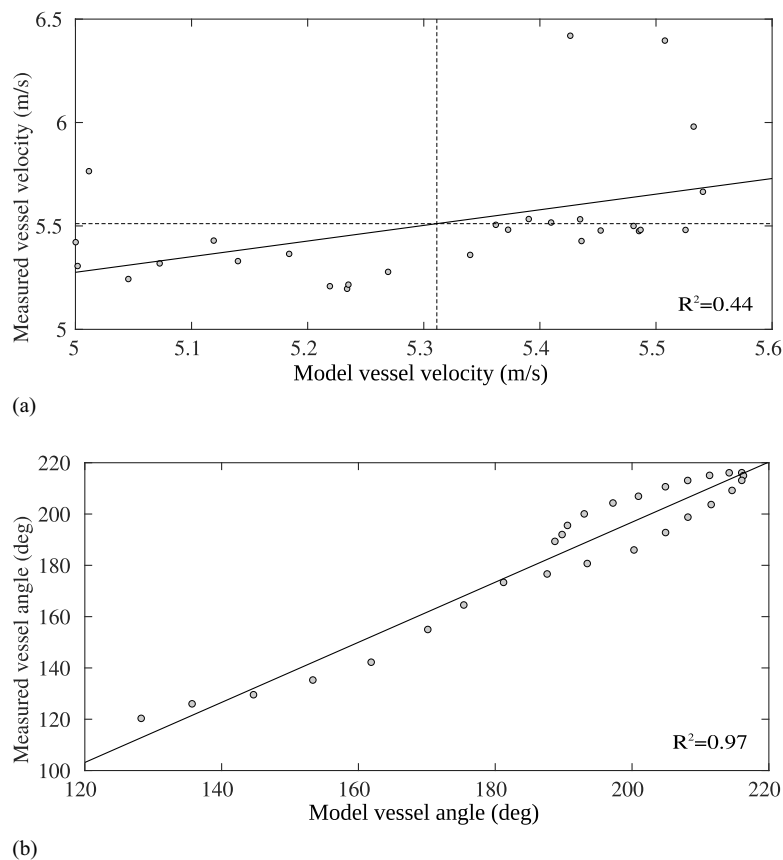 6.5
6
5.5
5
Measured vessel velocity (m/s)
R²=0.44
5 5.1 5.2 5.3 5.4 5.5 5.6
Model vessel velocity (m/s)
(a)
220
200
180
160
140
120
100
Measured vessel angle (deg)
R²=0.97
120 140 160 180 200 220
Model vessel angle (deg)
(b)